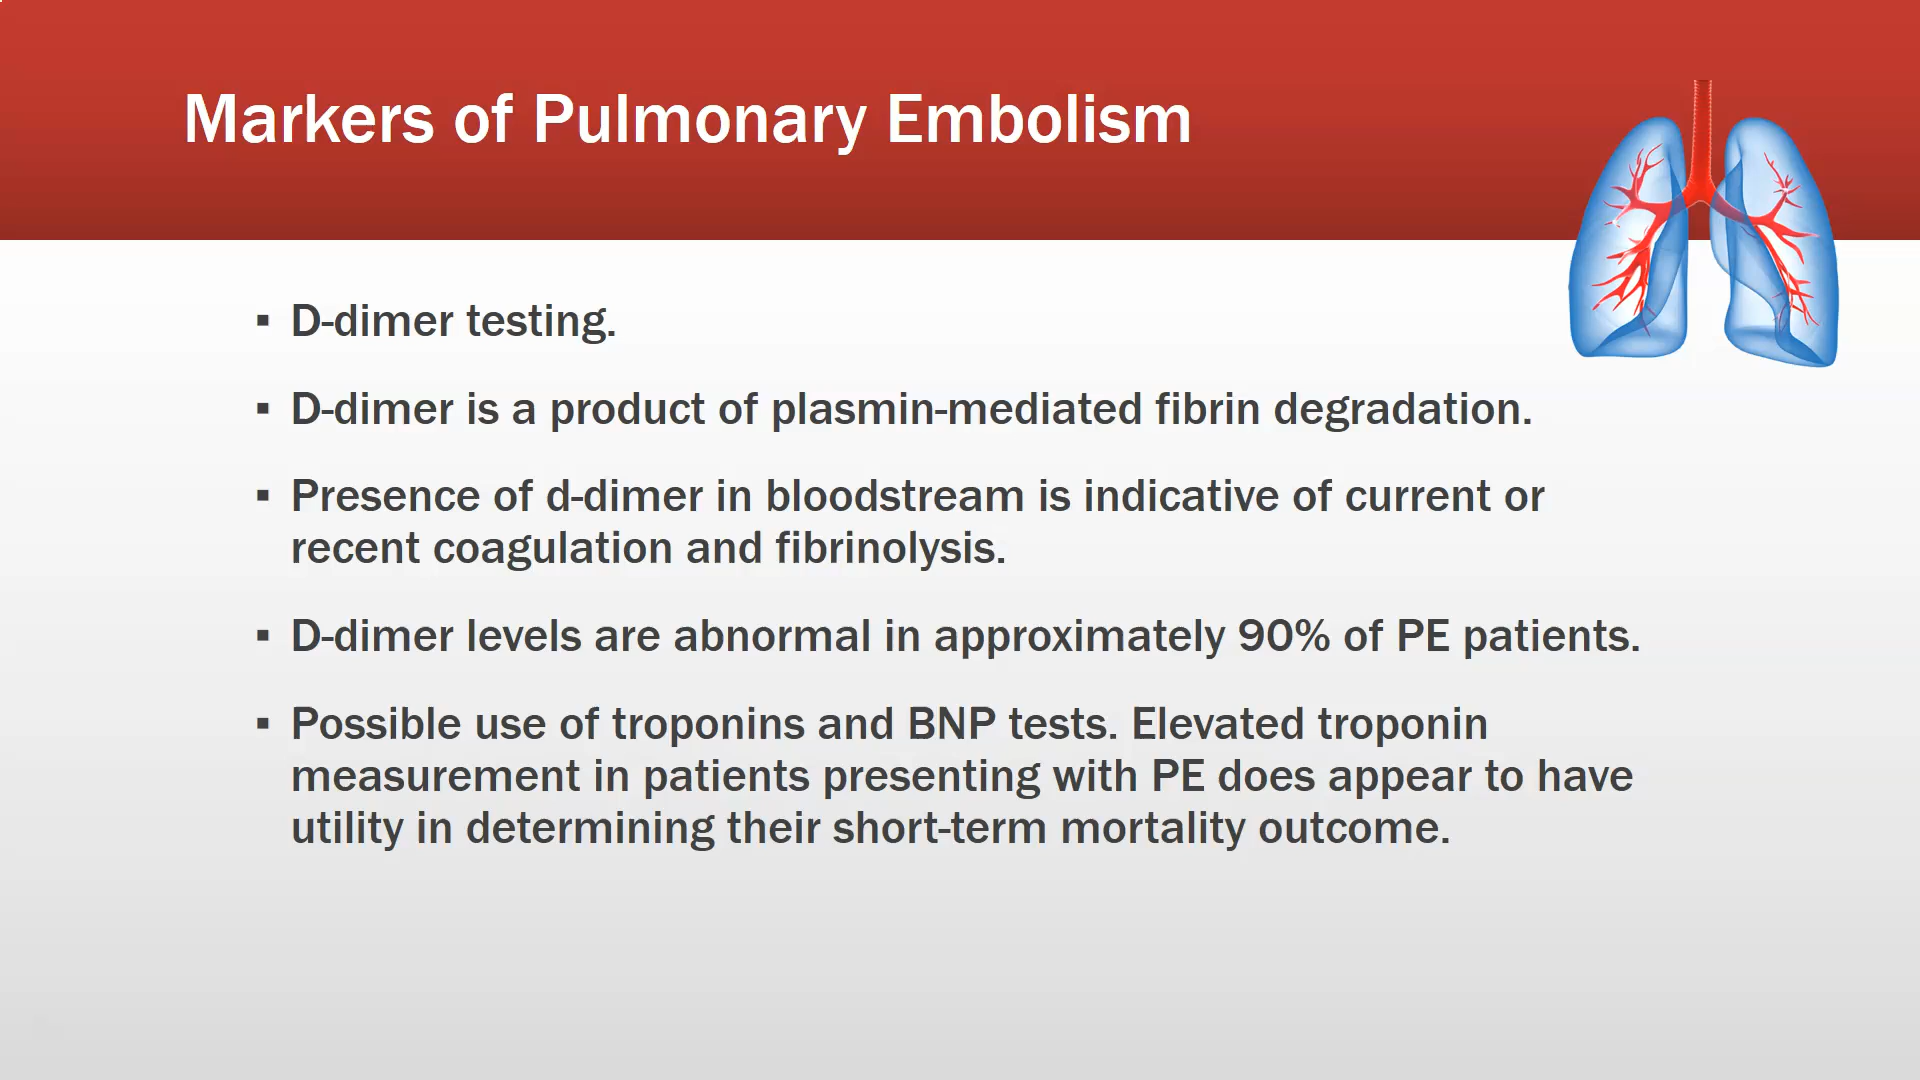 Markers of Pulmonary Embolism
▪ D-dimer testing.
▪ D-dimer is a product of plasmin-mediated fibrin degradation.
▪ Presence of d-dimer in bloodstream is indicative of current or
recent coagulation and fibrinolysis.
▪ D-dimer levels are abnormal in approximately 90% of PE patients.
▪ Possible use of troponins and BNP tests. Elevated troponin
measurement in patients presenting with PE does appear to have
utility in determining their short-term mortality outcome.